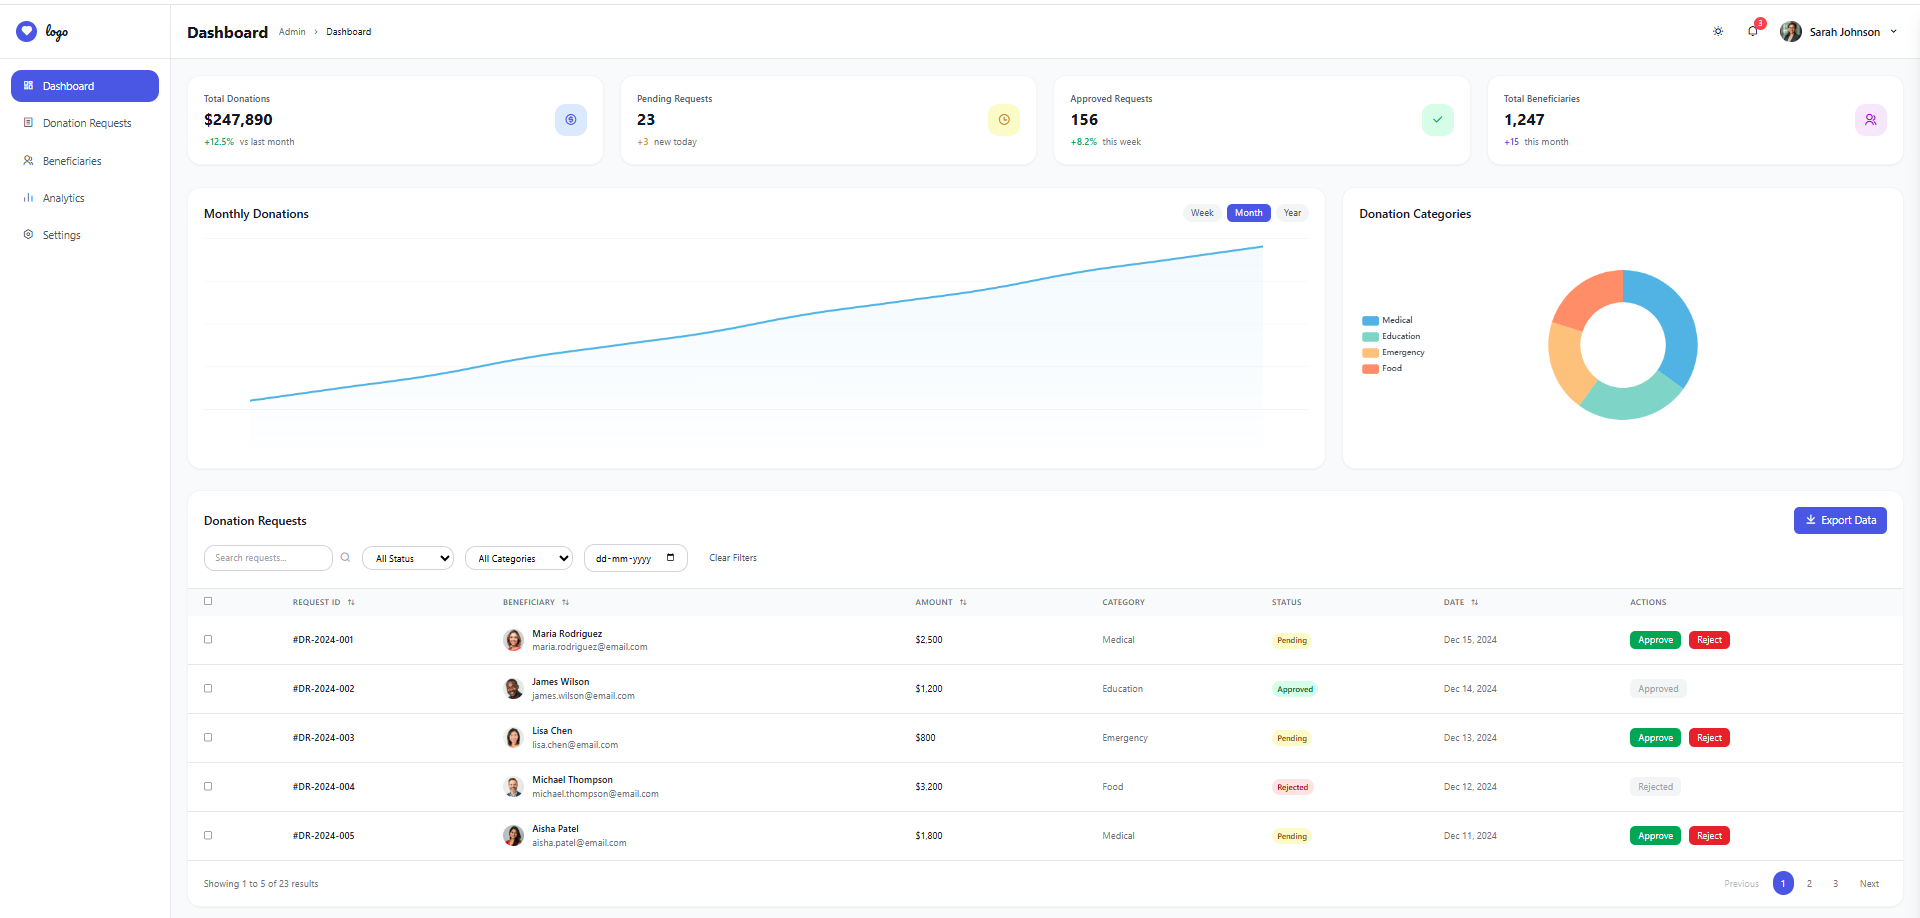 logo
Dashboard
Donation Requests
Beneficiaries
Analytics
Settings
Dashboard Admin > Dashboard
3
Sarah Johnson
Total Donations
$247,890
+12.5% vs last month
Pending Requests
23
+3 new today
Approved Requests
156
+8.2% this week
Total Beneficiaries
1,247
+15 this month
Monthly Donations
Week Month Year
Donation Categories
Medical
Education
Emergency
Food
Donation Requests
Export Data
Search requests... All Status All Categories dd-mm-yyyy Clear Filters
REQUEST ID BENEFICIARY AMOUNT CATEGORY STATUS DATE ACTIONS
#DR-2024-001 Maria Rodriguez maria.rodriguez@email.com $2,500 Medical Pending Dec 15, 2024 Approve Reject
#DR-2024-002 James Wilson james.wilson@email.com $1,200 Education Approved Dec 14, 2024 Approved
#DR-2024-003 Lisa Chen lisa.chen@email.com $800 Emergency Pending Dec 13, 2024 Approve Reject
#DR-2024-004 Michael Thompson michael.thompson@email.com $3,200 Food Rejected Dec 12, 2024 Rejected
#DR-2024-005 Aisha Patel aisha.patel@email.com $1,800 Medical Pending Dec 11, 2024 Approve Reject
Showing 1 to 5 of 23 results
Previous 1 2 3 Next